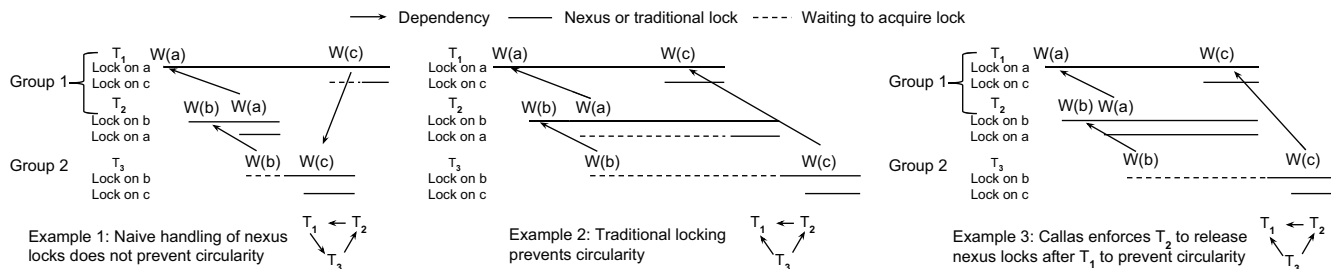 Dependency Nexus or traditional lock Waiting to acquire lock
T1 W(a) W(c)
Lock on a
Group 1
Lock on c
T2 W(b) W(a)
Lock on b
Lock on a
Group 2 T3 W(b) W(c)
Lock on b
Lock on c
T1 T2
T3
Example 1: Naive handling of nexus
locks does not prevent circularity
T1 W(a) W(c)
Lock on a
Lock on c
T2 W(b) W(a)
Lock on b
Lock on a
T3 W(b) W(c)
Lock on b
Lock on c
T1 T2
T3
Example 2: Traditional locking
prevents circularity
T1 W(a) W(c)
Lock on a
Group 1
Lock on c
T2 W(b) W(a)
Lock on b
Lock on a
Group 2 T3 W(b) W(c)
Lock on b
Lock on c
T1 T2
T3
Example 3: Callas enforces T2 to release
nexus locks after T1 to prevent circularity